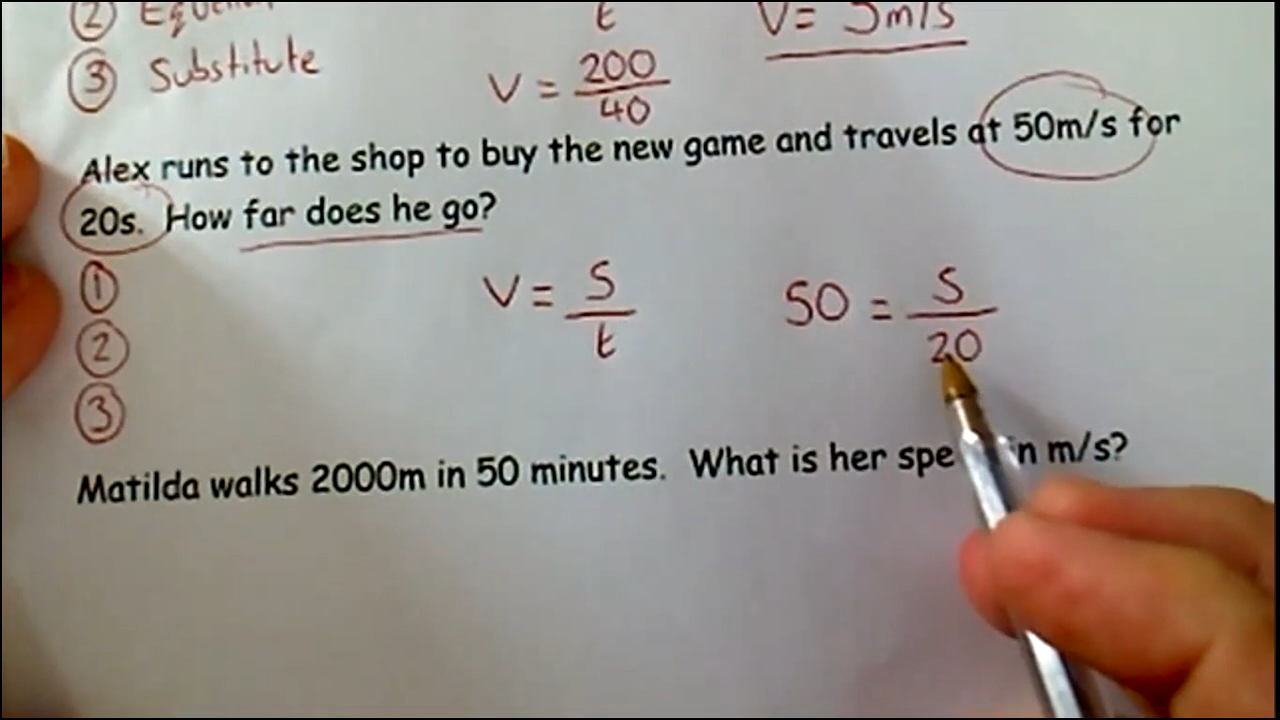 ② Equation
③ Substitute
t
V = 200
40
V = 5m/s
Alex runs to the shop to buy the new game and travels at 50m/s for
20s. How far does he go?
①
②
③
V = S
t
50 = S
20
Matilda walks 2000m in 50 minutes. What is her in m/s?